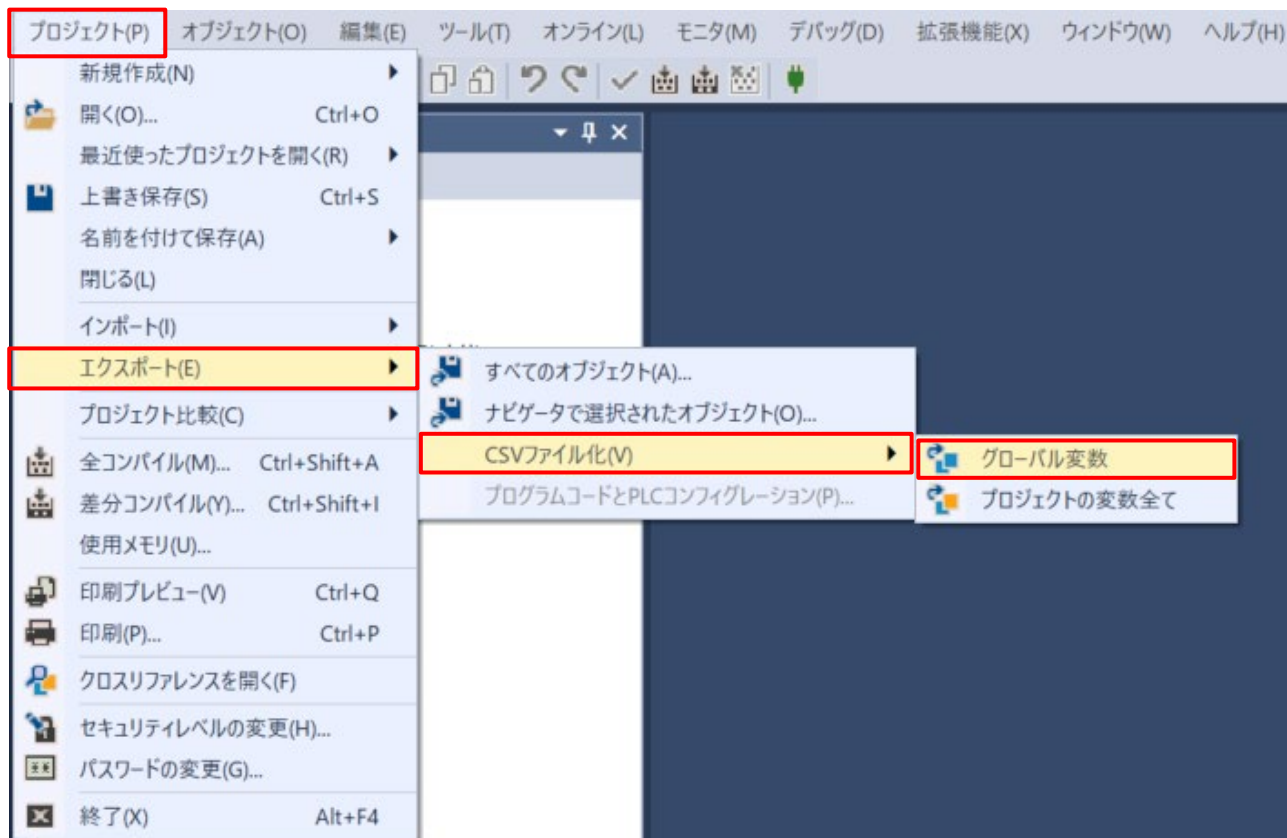 プロジェクト(P) オブジェクト(O) 編集(E) ツール(T) オンライン(L) モニタ(M) デバッグ(D) 拡張機能(X) ウィンドウ(W) ヘルプ(H)
新規作成(N)
開く(O)... Ctrl+O
最近使ったプロジェクトを開く(R)
上書き保存(S) Ctrl+S
名前を付けて保存(A)
閉じる(L)
インポート(I)
エクスポート(E)
プロジェクト比較(C)
全コンパイル(M)... Ctrl+Shift+A
差分コンパイル(Y)... Ctrl+Shift+I
使用メモリ(U)...
印刷プレビュー(V) Ctrl+Q
印刷(P)... Ctrl+P
クロスリファレンスを開く(F)
セキュリティレベルの変更(H)...
パスワードの変更(G)...
終了(X) Alt+F4
すべてのオブジェクト(A)...
ナビゲータで選択されたオブジェクト(O)...
CSVファイル化(V)
プログラムコードとPLCコンフィグレーション(P)...
グローバル変数
プロジェクトの変数全て